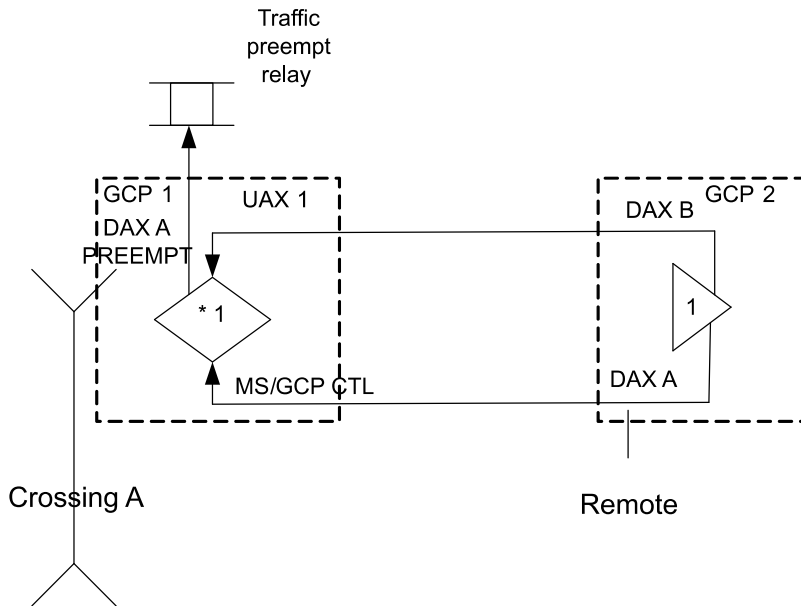 Traffic
preempt
relay
GCP 1
UAX 1
DAX A
PREEMPT
* 1
MS/GCP CTL
GCP 2
DAX B
1
DAX A
Crossing A
Remote